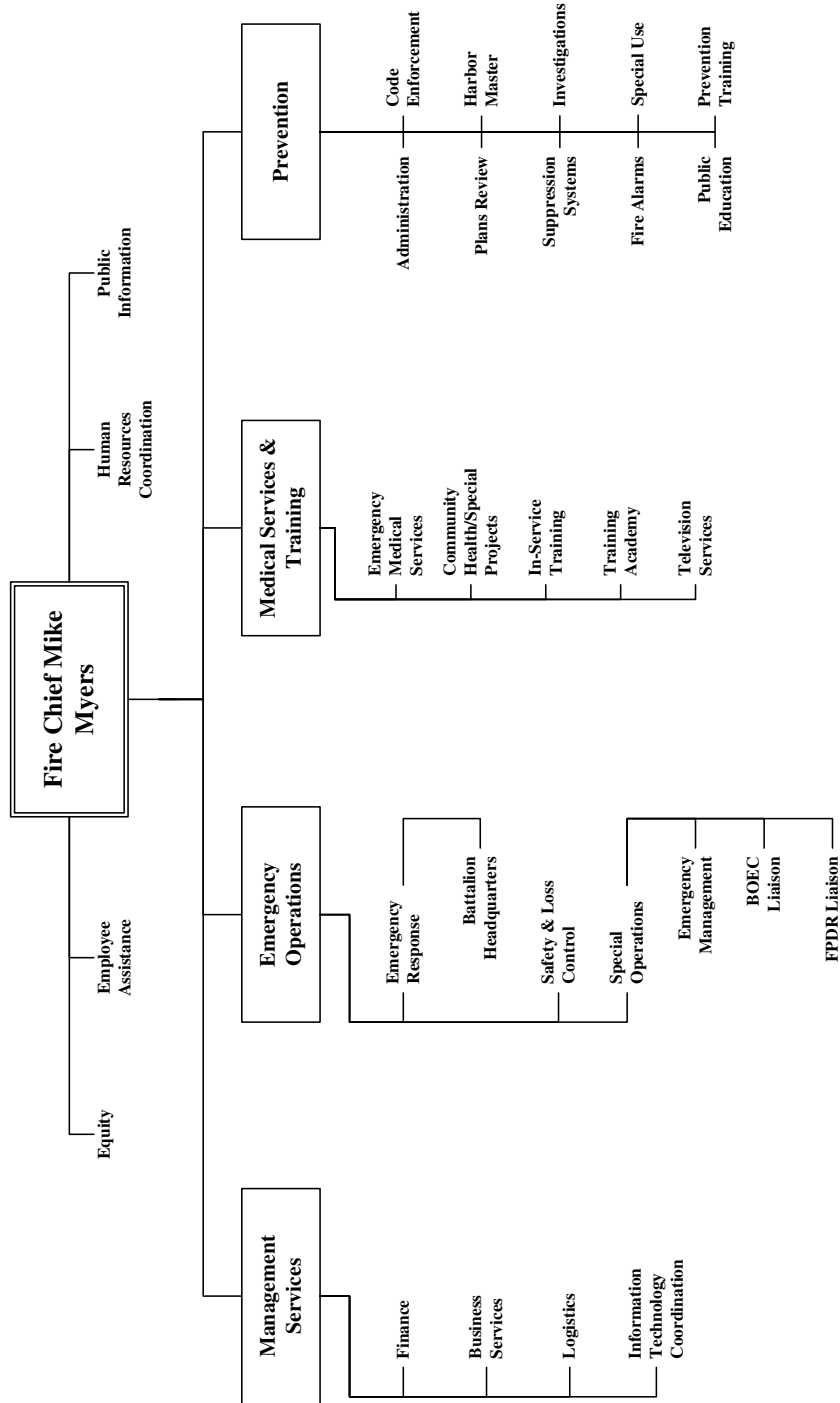 Fire Chief Mike
Myers
Equity
Employee
Assistance
Human
Resources
Coordination
Public
Information
Management
Services
Finance
Business
Services
Logistics
Information
Technology
Coordination
Emergency
Operations
Emergency
Response
Battalion
Headquarters
Safety & Loss
Control
Special
Operations
Emergency
Management
BOEC
Liaison
FPDR Liaison
Medical Services &
Training
Emergency
Medical
Services
Community
Health/Special
Projects
In-Service
Training
Training
Academy
Television
Services
Prevention
Administration
Code
Enforcement
Plans Review
Harbor
Master
Suppression
Systems
Investigations
Fire Alarms
Special Use
Public
Education
Prevention
Training